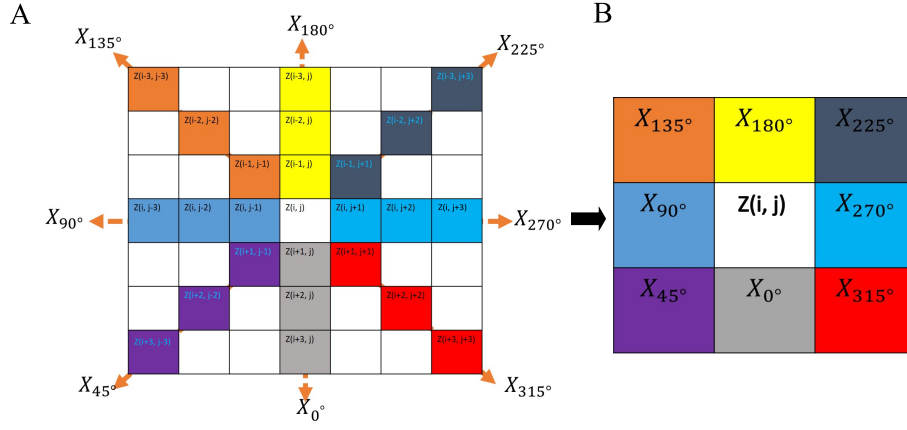 A
B
X135°
X180°
X225°
Z(i-3, j-3)
Z(i-3, j)
Z(i-3, j+3)
Z(i-2, j-2)
Z(i-2, j)
Z(i-2, j+2)
Z(i-1, j-1)
Z(i-1, j)
Z(i-1, j+1)
X90°
Z(i, j-3)
Z(i, j-2)
Z(i, j-1)
Z(i, j)
Z(i, j+1)
Z(i, j+2)
Z(i, j+3)
X270°
Z(i+1, j-1)
Z(i+1, j)
Z(i+1, j+1)
Z(i+2, j-2)
Z(i+2, j)
Z(i+2, j+2)
Z(i+3, j-3)
Z(i+3, j)
Z(i+3, j+3)
X45°
X0°
X315°
X135°
X180°
X225°
X90°
Z(i, j)
X270°
X45°
X0°
X315°